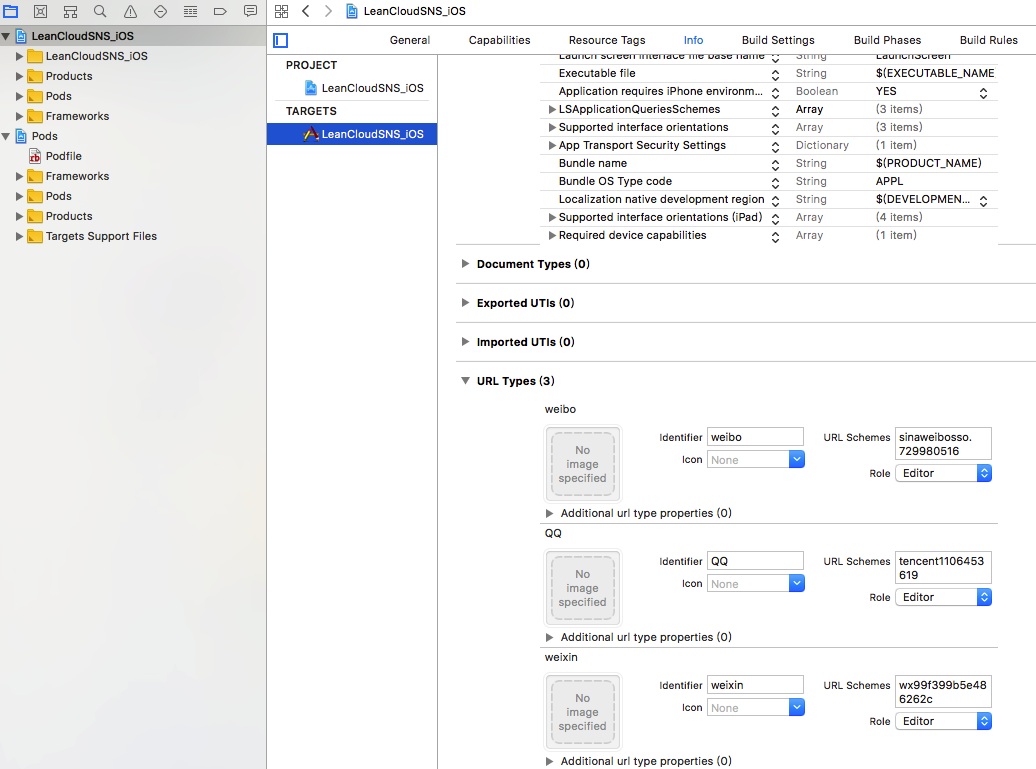 LeanCloudSNS_iOS
LeanCloudSNS_iOS
Products
Pods
Frameworks
Pods
Podfile
Frameworks
Pods
Products
Targets Support Files
LeanCloudSNS_iOS
General Capabilities Resource Tags Info Build Settings Build Phases Build Rules
PROJECT
LeanCloudSNS_iOS
TARGETS
LeanCloudSNS_iOS
Launch screen interface file base name String LaunchScreen
Executable file String $(EXECUTABLE_NAME
Application requires iPhone environm... Boolean YES
LSApplicationQueriesSchemes Array (3 items)
Supported interface orientations Array (3 items)
App Transport Security Settings Dictionary (1 item)
Bundle name String $(PRODUCT_NAME)
Bundle OS Type code String APPL
Localization native development region String $(DEVELOPMEN...
Supported interface orientations (iPad) Array (4 items)
Required device capabilities Array (1 item)
Document Types (0)
Exported UTIs (0)
Imported UTIs (0)
URL Types (3)
weibo
No
image
specified
Identifier weibo
Icon None
URL Schemes sinaweibosso.
729980516
Role Editor
Additional url type properties (0)
QQ
No
image
specified
Identifier QQ
Icon None
URL Schemes tencent1106453
619
Role Editor
Additional url type properties (0)
weixin
No
image
specified
Identifier weixin
Icon None
URL Schemes wx99f399b5e48
6262c
Role Editor
Additional url type properties (0)